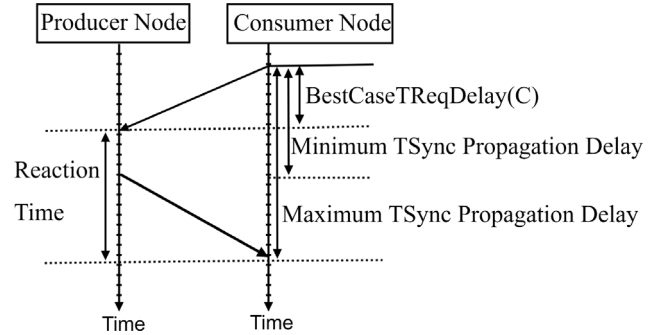 Producer Node
Consumer Node
BestCaseTReqDelay(C)
Minimum TSync Propagation Delay
Reaction
Time
Maximum TSync Propagation Delay
Time
Time